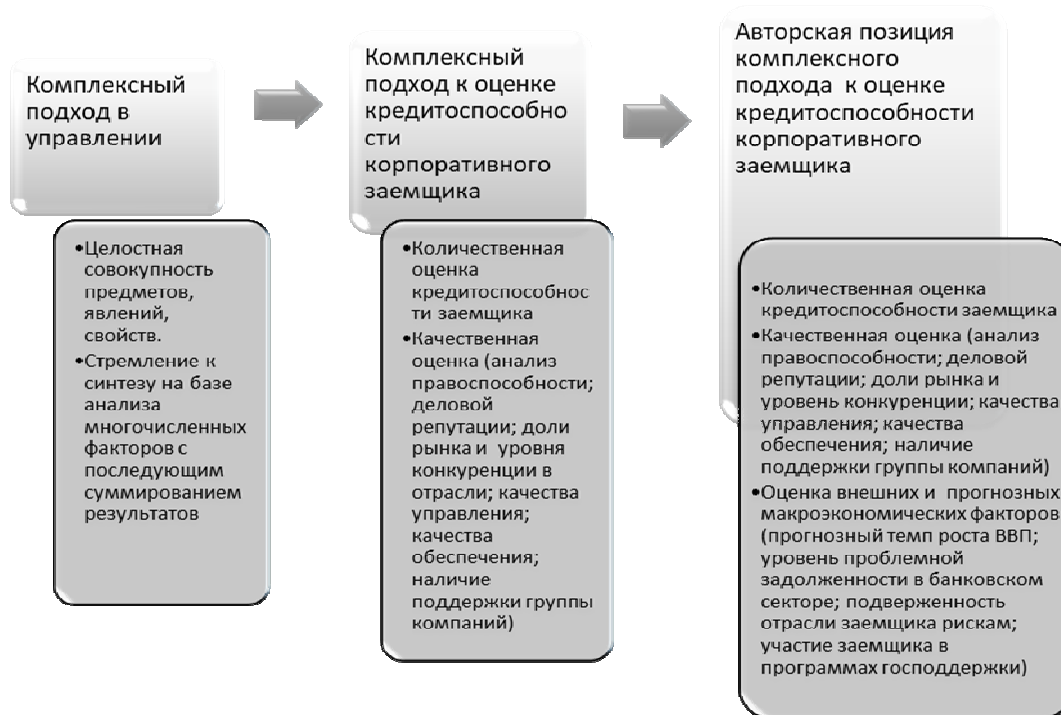 Комплексный
подход в
управлении
•Целостная
совокупность
предметов,
явлений,
свойств.
•Стремление к
синтезу на базе
анализа
многочисленных
факторов с
последующим
суммированием
результатов
Комплексный
подход к оценке
кредитоспособно
сти
корпоративного
заемщика
•Количественная
оценка
кредитоспособнос
ти заемщика
•Качественная
оценка (анализ
правоспособности;
деловой
репутации; доли
рынка и уровня
конкуренции в
отрасли; качества
управления;
качества
обеспечения;
наличие
поддержки группы
компаний)
Авторская позиция
комплексного
подхода к оценке
кредитоспособности
корпоративного
заемщика
•Количественная оценка
кредитоспособности заемщика
•Качественная оценка (анализ
правоспособности; деловой
репутации; доли рынка и
уровень конкуренции; качества
управления; качества
обеспечения; наличие
поддержки группы компаний)
•Оценка внешних и прогнозных
макроэкономических факторов
(прогнозный темп роста ВВП;
уровень проблемной
задолженности в банковском
секторе; подверженность
отрасли заемщика рискам;
участие заемщика в
программах господдержки)